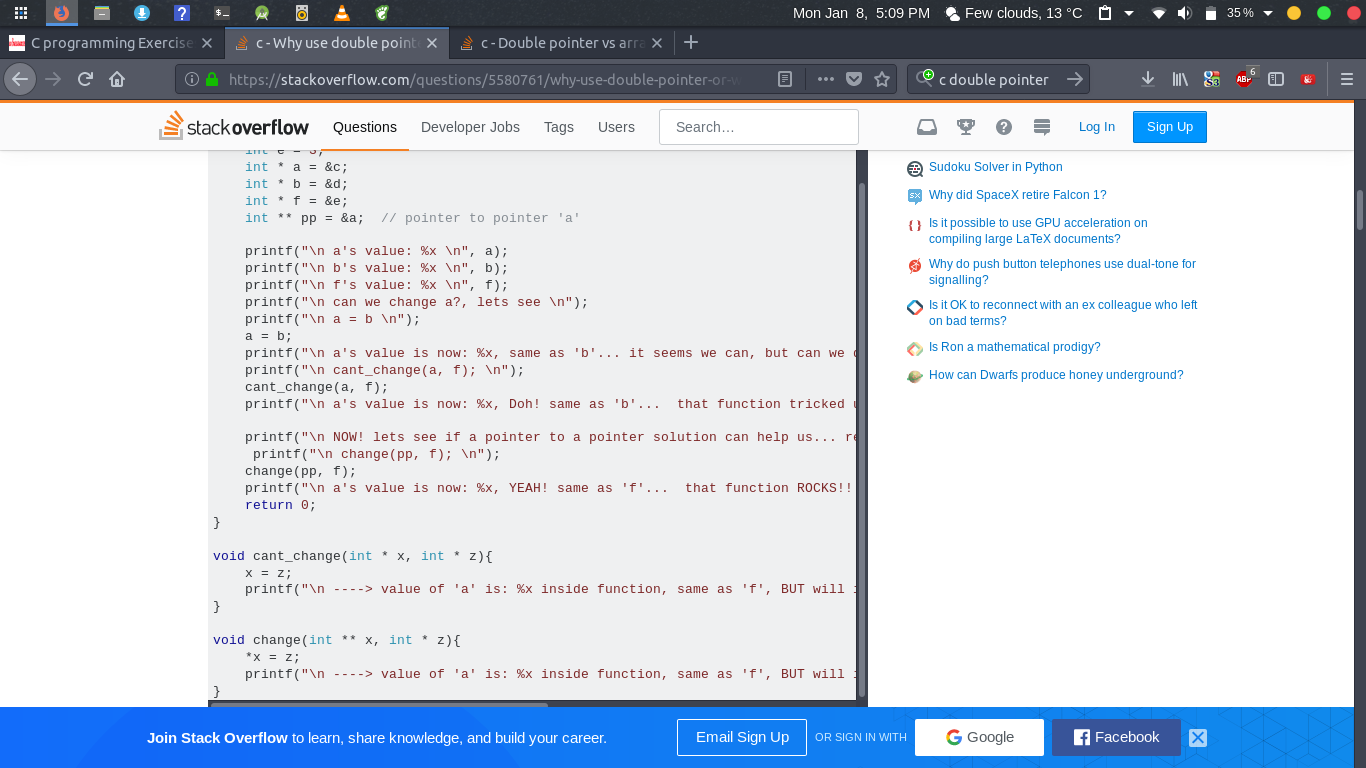 Mon Jan 8, 5:09 PM Few clouds, 13 °C 35 %
C programming Exercise
c - Why use double pointe
c - Double pointer vs arra
https://stackoverflow.com/questions/5580761/why-use-double-pointer-or-w
c double pointer
ABP
6
stackoverflow Questions Developer Jobs Tags Users Search... Log In Sign Up
int e = 3;
int * a = &c;
int * b = &d;
int * f = &e;
int ** pp = &a;  // pointer to pointer 'a'
printf("\n a's value: %x \n", a);
printf("\n b's value: %x \n", b);
printf("\n f's value: %x \n", f);
printf("\n can we change a?, lets see \n");
printf("\n a = b \n");
a = b;
printf("\n a's value is now: %x, same as 'b'... it seems we can, but can we
printf("\n cant_change(a, f); \n");
cant_change(a, f);
printf("\n a's value is now: %x, Doh! same as 'b'...  that function tricked
printf("\n NOW! lets see if a pointer to a pointer solution can help us... re
printf("\n change(pp, f); \n");
change(pp, f);
printf("\n a's value is now: %x, YEAH! same as 'f'...  that function ROCKS!!
return 0;
}
void cant_change(int * x, int * z){
x = z;
printf("\n ----> value of 'a' is: %x inside function, same as 'f', BUT will
}
void change(int ** x, int * z){
*x = z;
printf("\n ----> value of 'a' is: %x inside function, same as 'f', BUT will
}
Sudoku Solver in Python
Why did SpaceX retire Falcon 1?
Is it possible to use GPU acceleration on
compiling large LaTeX documents?
Why do push button telephones use dual-tone for
signalling?
Is it OK to reconnect with an ex colleague who left
on bad terms?
Is Ron a mathematical prodigy?
How can Dwarfs produce honey underground?
Join Stack Overflow to learn, share knowledge, and build your career. Email Sign Up OR SIGN IN WITH Google Facebook